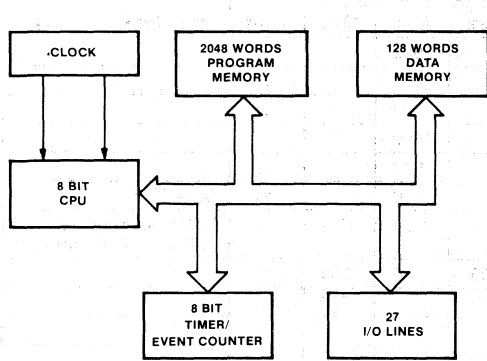 CLOCK
2048 WORDS
PROGRAM
MEMORY
128 WORDS
DATA
MEMORY
8 BIT
CPU
8 BIT
TIMER/
EVENT COUNTER
27
I/O LINES